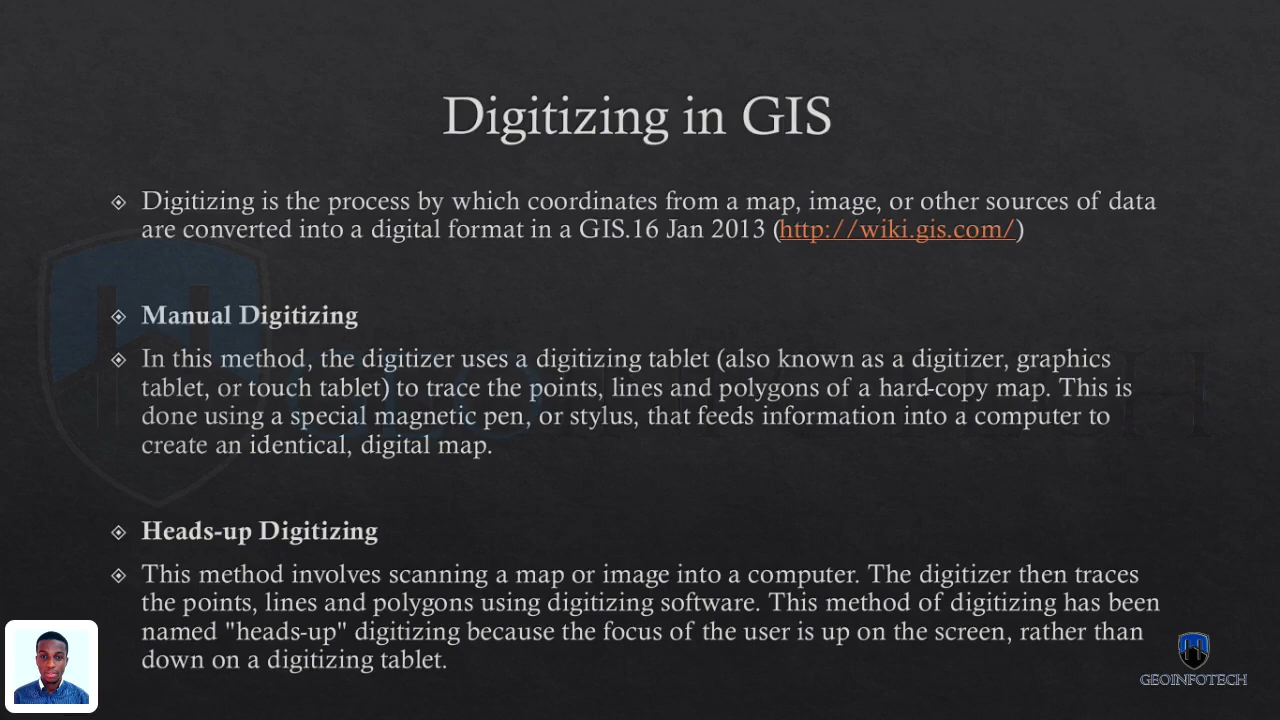 Digitizing in GIS
Digitizing is the process by which coordinates from a map, image, or other sources of data
are converted into a digital format in a GIS.16 Jan 2013 (http://wiki.gis.com/)
Manual Digitizing
In this method, the digitizer uses a digitizing tablet (also known as a digitizer, graphics
tablet, or touch tablet) to trace the points, lines and polygons of a hard-copy map. This is
done using a special magnetic pen, or stylus, that feeds information into a computer to
create an identical, digital map.
Heads-up Digitizing
This method involves scanning a map or image into a computer. The digitizer then traces
the points, lines and polygons using digitizing software. This method of digitizing has been
named "heads-up" digitizing because the focus of the user is up on the screen, rather than
down on a digitizing tablet.
GEOINFOTECH